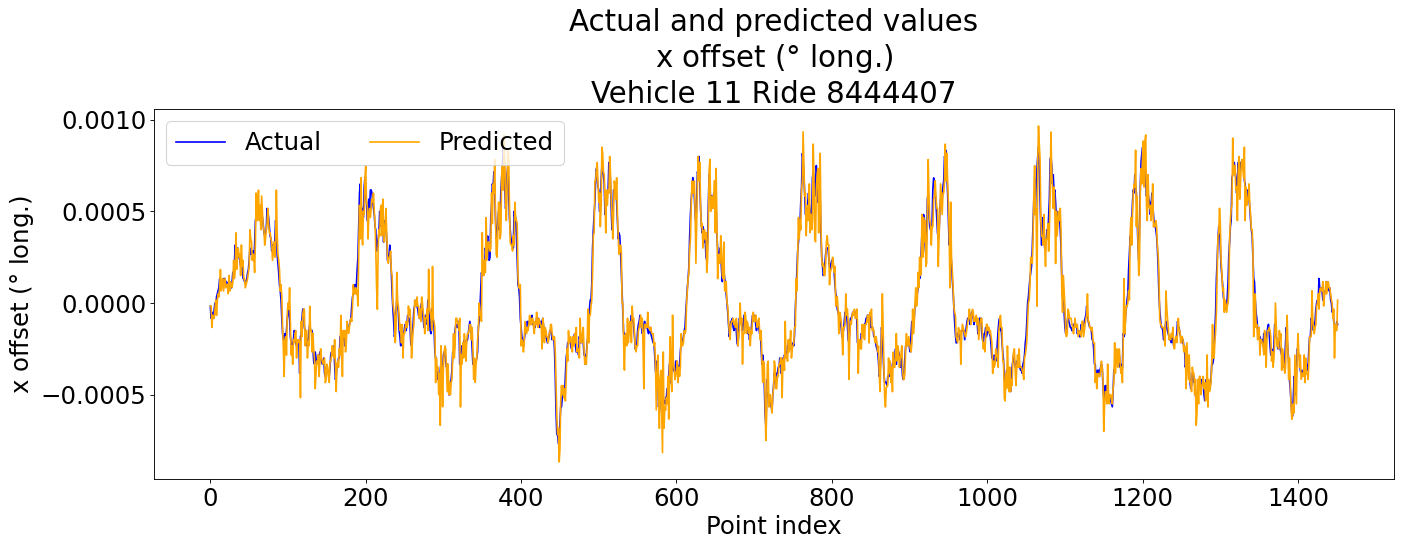 Actual and predicted values
x offset (° long.)
Vehicle 11 Ride 8444407
Actual
Predicted
x offset (° long.)
0.0010
0.0005
0.0000
−0.0005
0
200
400
600
800
1000
1200
1400
Point index